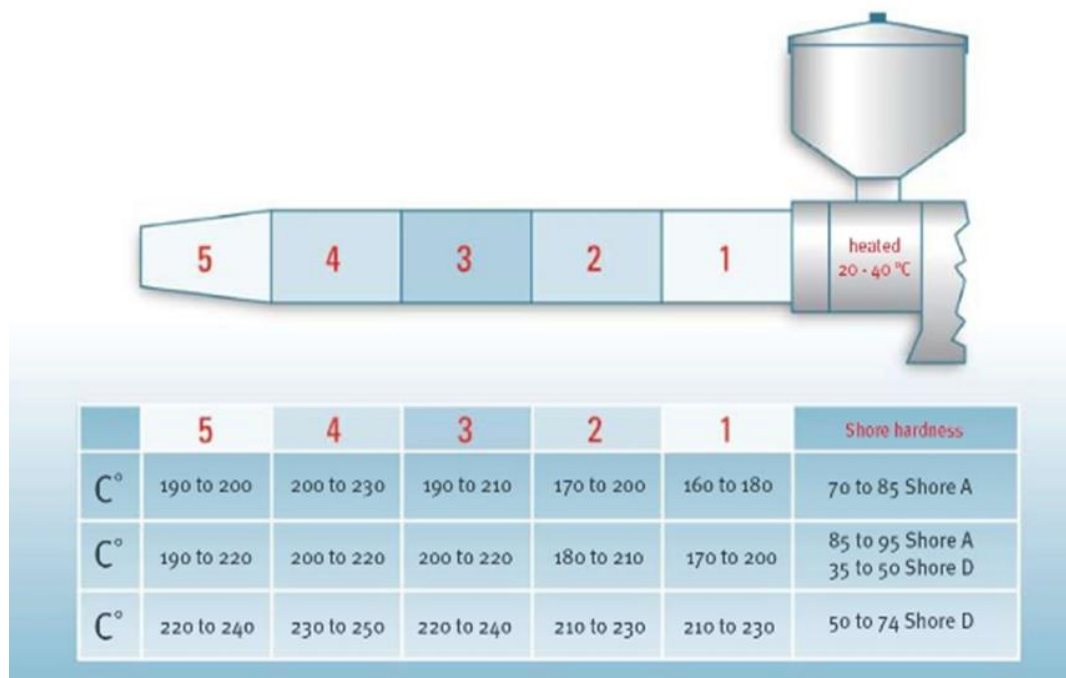 heated
20 - 40 °C
5 4 3 2 1
5 4 3 2 1 Shore hardness
C° 190 to 200 200 to 230 190 to 210 170 to 200 160 to 180 70 to 85 Shore A
C° 190 to 220 200 to 220 200 to 220 180 to 210 170 to 200 85 to 95 Shore A
35 to 50 Shore D
C° 220 to 240 230 to 250 220 to 240 210 to 230 210 to 230 50 to 74 Shore D